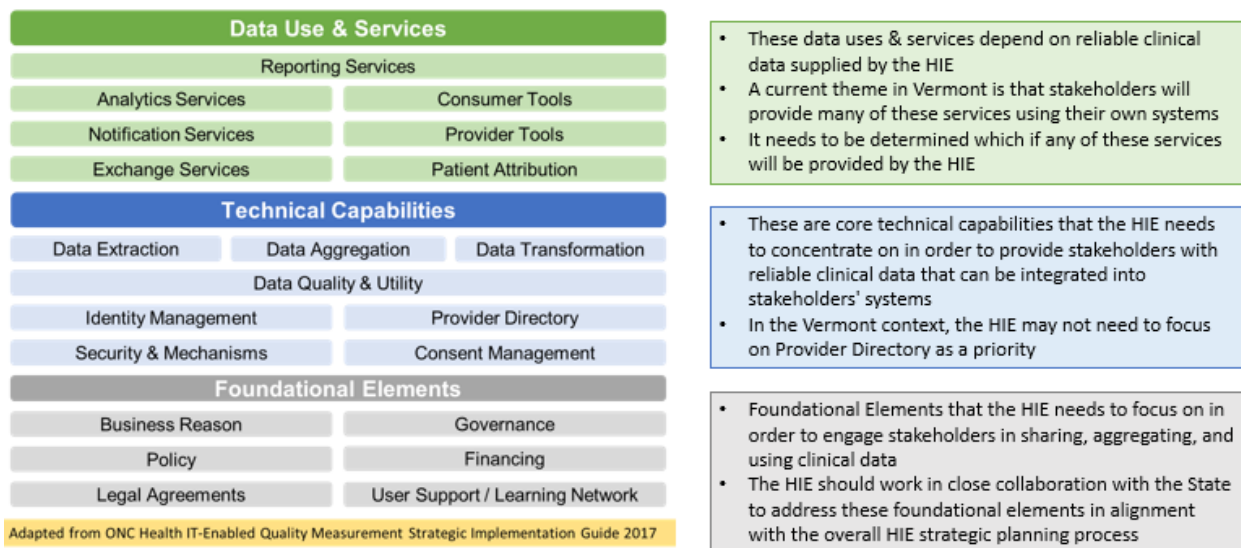 Data Use & Services
Reporting Services
Analytics Services
Consumer Tools
Notification Services
Provider Tools
Exchange Services
Patient Attribution
Technical Capabilities
Data Extraction
Data Aggregation
Data Transformation
Data Quality & Utility
Identity Management
Provider Directory
Security & Mechanisms
Consent Management
Foundational Elements
Business Reason
Governance
Policy
Financing
Legal Agreements
User Support / Learning Network
Adapted from ONC Health IT-Enabled Quality Measurement Strategic Implementation Guide 2017
• These data uses & services depend on reliable clinical
data supplied by the HIE
• A current theme in Vermont is that stakeholders will
provide many of these services using their own systems
• It needs to be determined which if any of these services
will be provided by the HIE
• These are core technical capabilities that the HIE needs
to concentrate on in order to provide stakeholders with
reliable clinical data that can be integrated into
stakeholders' systems
• In the Vermont context, the HIE may not need to focus
on Provider Directory as a priority
• Foundational Elements that the HIE needs to focus on in
order to engage stakeholders in sharing, aggregating, and
using clinical data
• The HIE should work in close collaboration with the State
to address these foundational elements in alignment
with the overall HIE strategic planning process